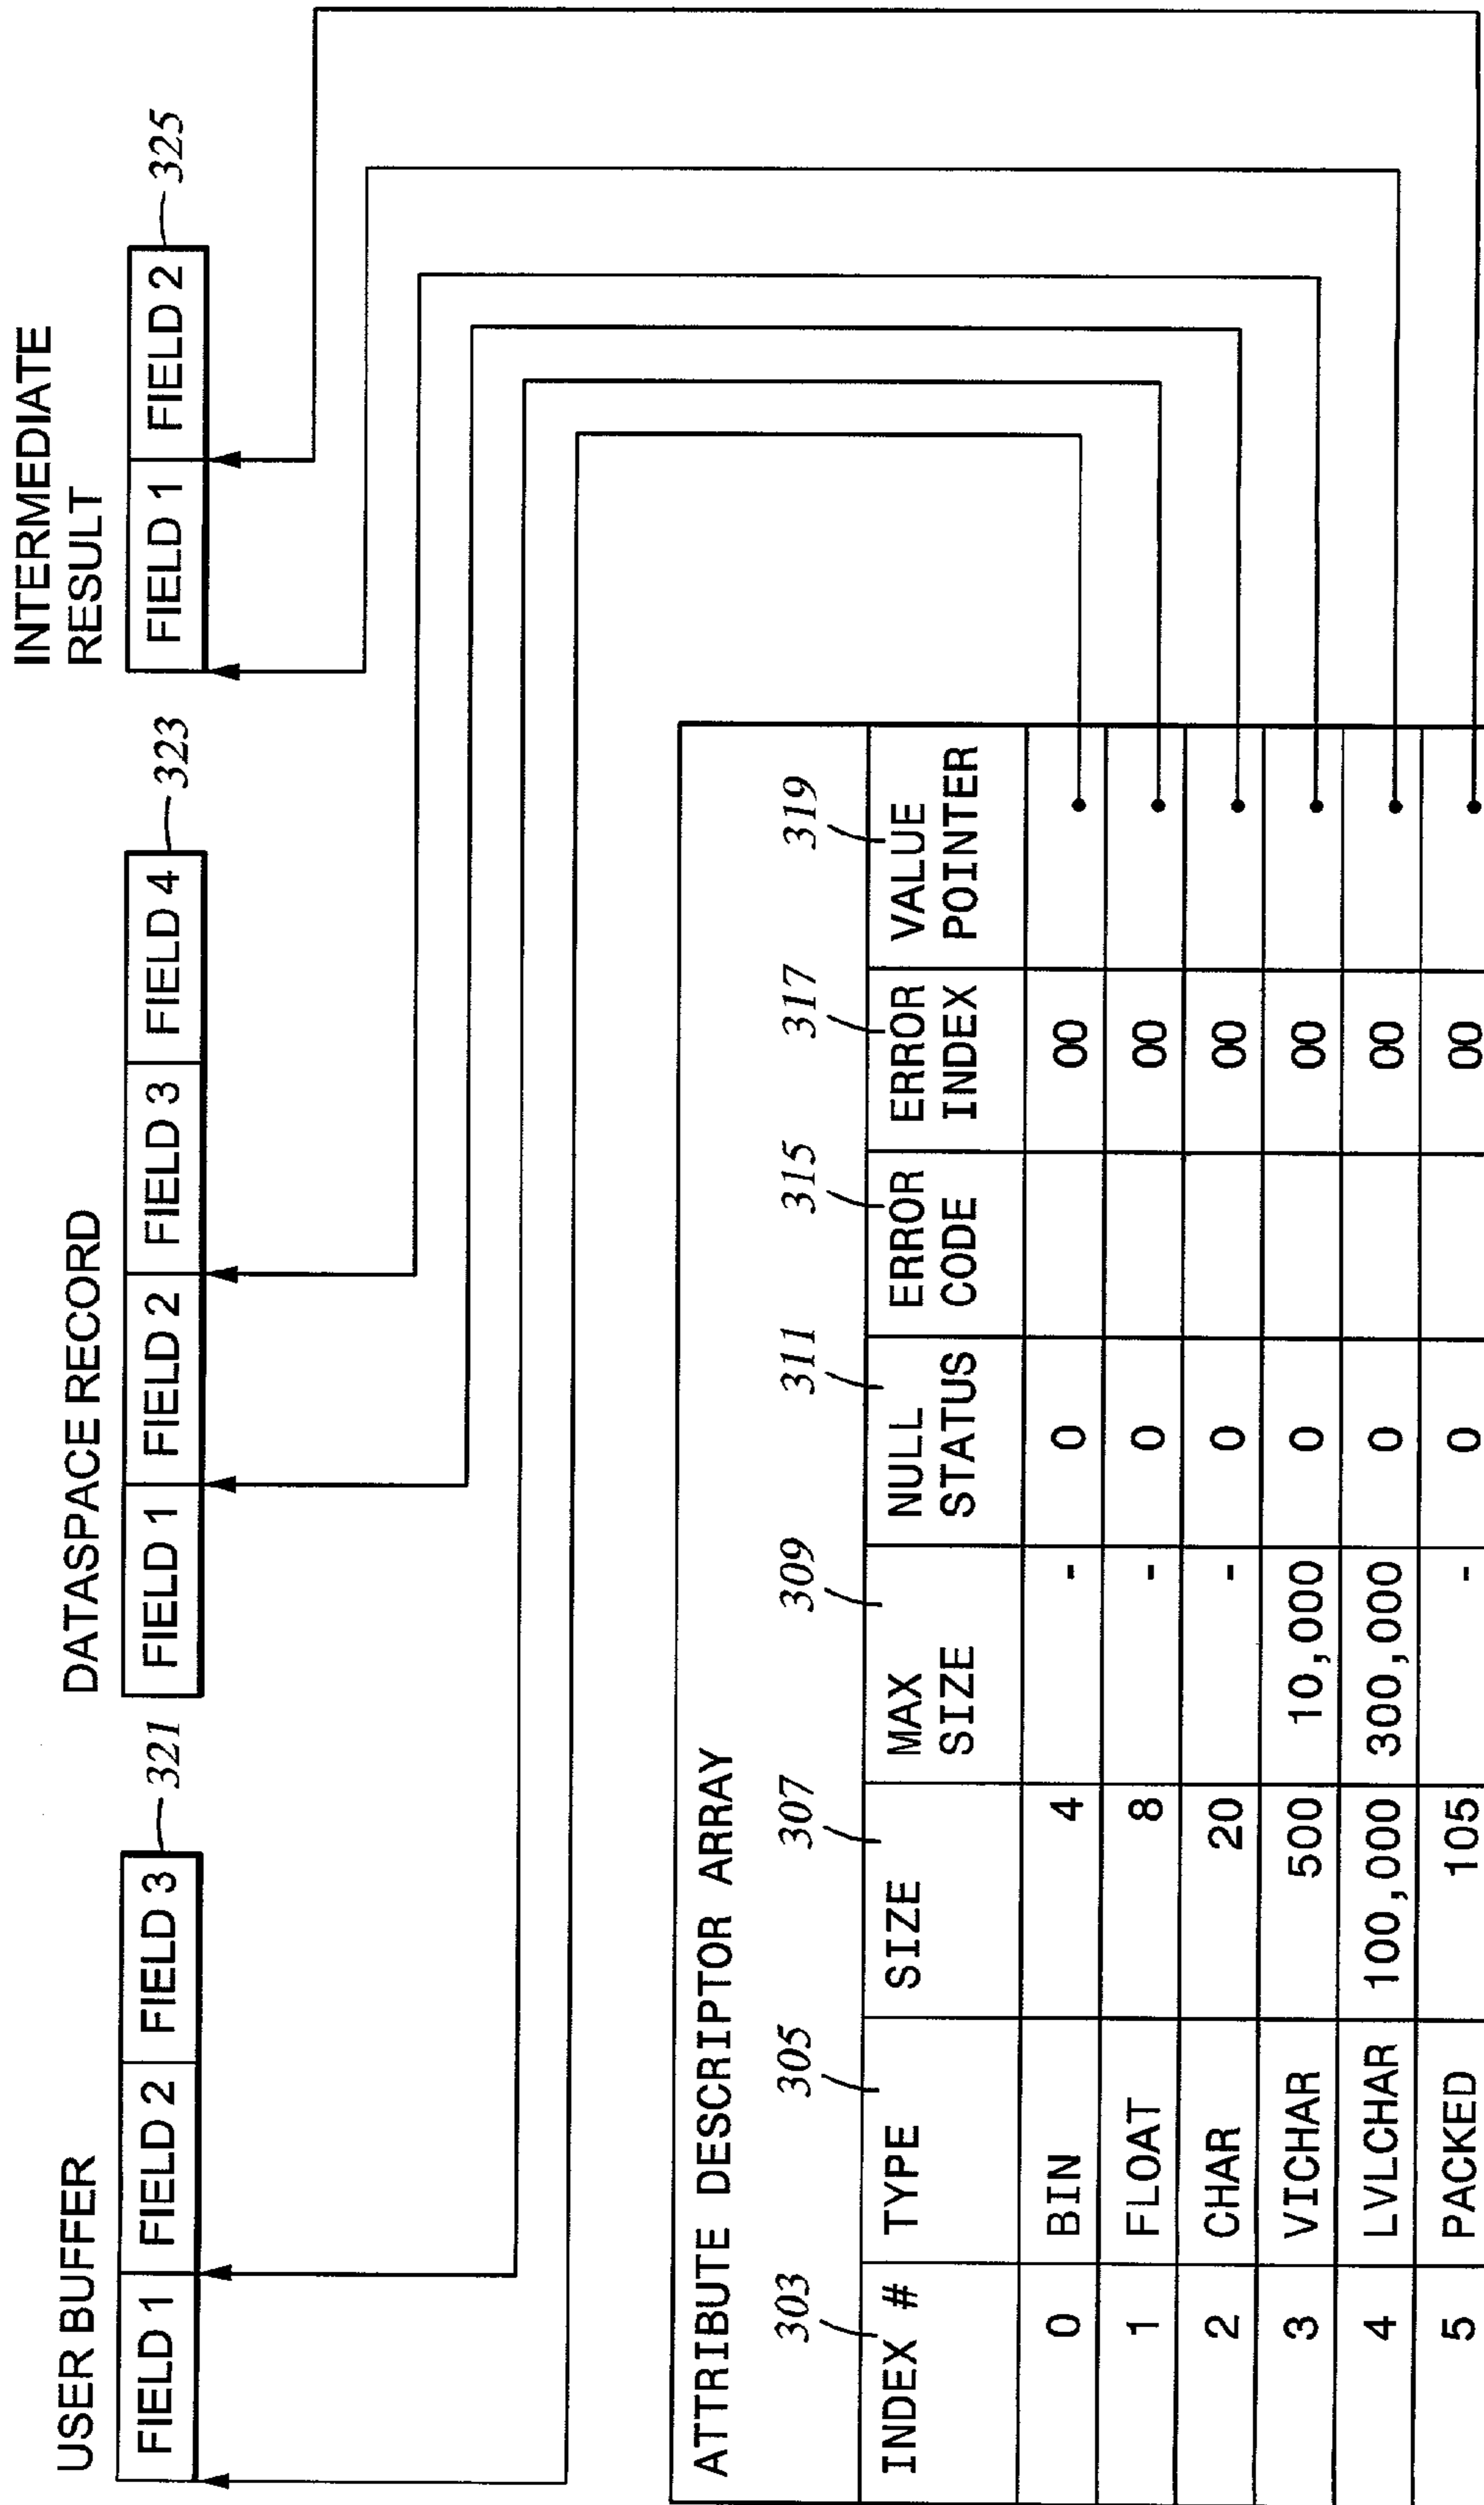 USER BUFFER
FIELD 1 FIELD 2 FIELD 3
321
DATASPACE RECORD
FIELD 1 FIELD 2 FIELD 3 FIELD 4
323
INTERMEDIATE
RESULT
FIELD 1 FIELD 2
325
ATTRIBUTE DESCRIPTOR ARRAY
303 305 307 309 311 315 317 319
INDEX # TYPE SIZE MAX NULL ERROR ERROR VALUE
SIZE STATUS CODE INDEX POINTER
0 BIN 4 - 0 00
1 FLOAT 8 - 0 00
2 CHAR 20 - 0 00
3 VICHAR 500 10,000 0 00
4 LVLCHAR 100,000 300,000 0 00
5 PACKED 105 - 0 00